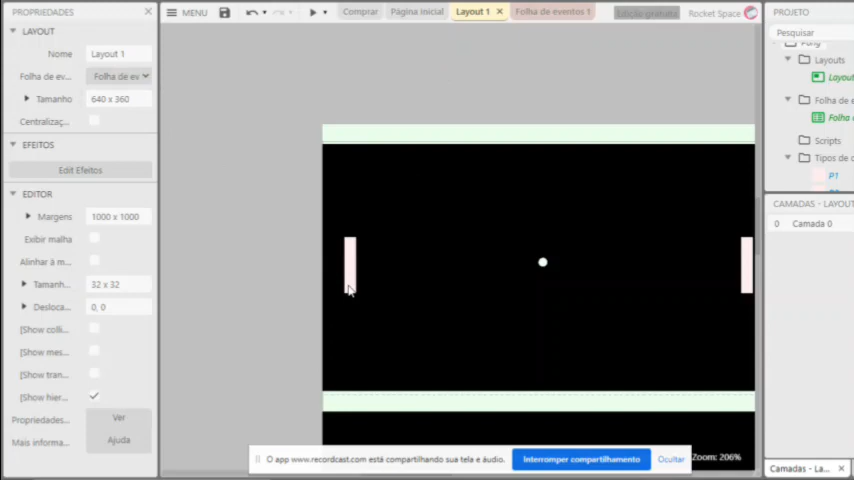 PROPRIEDADES
LAYOUT
Nome Layout 1
Folha de ev... Folha de ev
Tamanho 640 x 360
Centralizaç...
EFEITOS
Edit Efeitos
EDITOR
Margens 1000 x 1000
Exibir malha
Alinhar à m...
Tamanh... 32 x 32
Desloca... 0, 0
[Show colli...
[Show mes...
[Show tran...
[Show hier...
Propriedades... Ver
Mais informa... Ajuda
MENU
Comprar
Página inicial
Layout 1
Folha de eventos 1
Edição gratuita
Rocket Space
O app www.recordcast.com está compartilhando sua tela e áudio.
Interromper compartilhamento
Ocultar
Zoom: 206%
PROJETO
Pesquisar
Pong
Layouts
Layou
Folha de e
Folha
Scripts
Tipos de o
P1
CAMADAS - LAYOUT
0 Camada 0
Camadas - La...